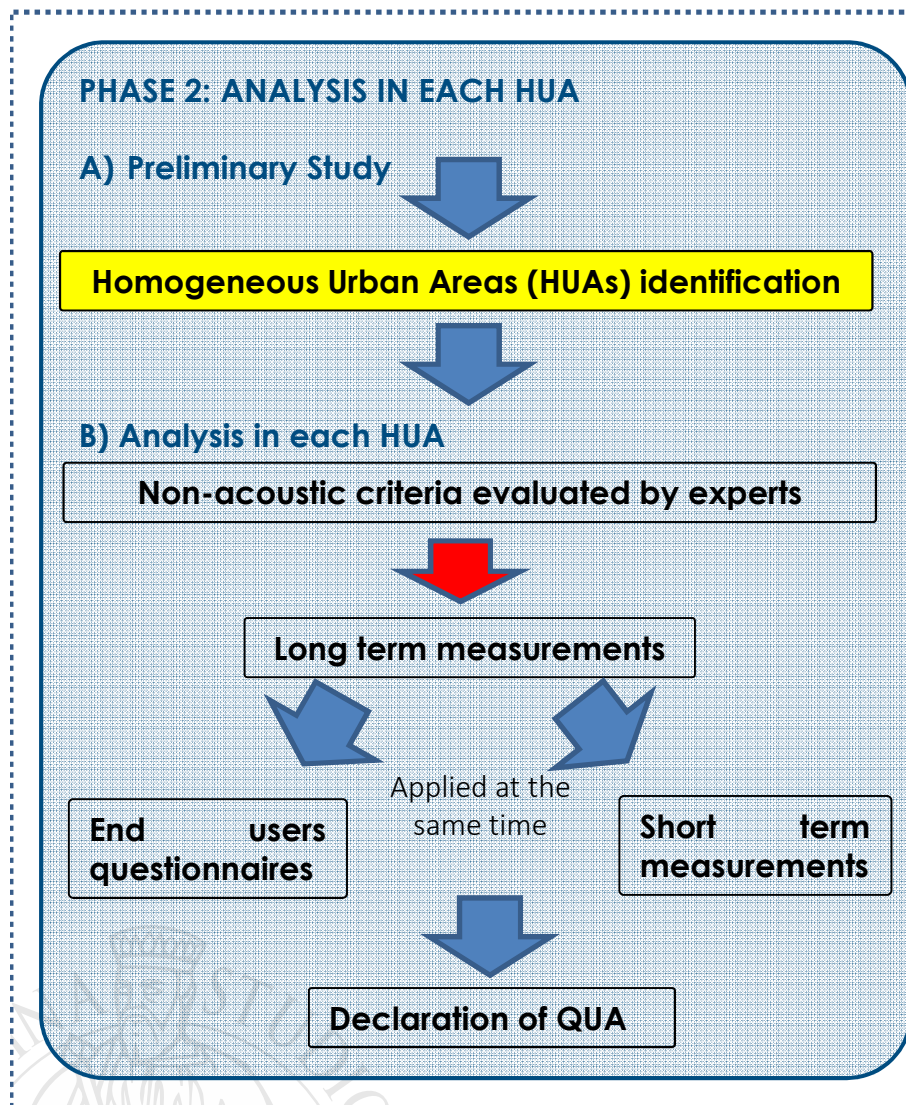 PHASE 2: ANALYSIS IN EACH HUA
A) Preliminary Study
Homogeneous Urban Areas (HUAs) identification
B) Analysis in each HUA
Non-acoustic criteria evaluated by experts
Long term measurements
Applied at the
same time
End users
questionnaires
Short term
measurements
Declaration of QUA